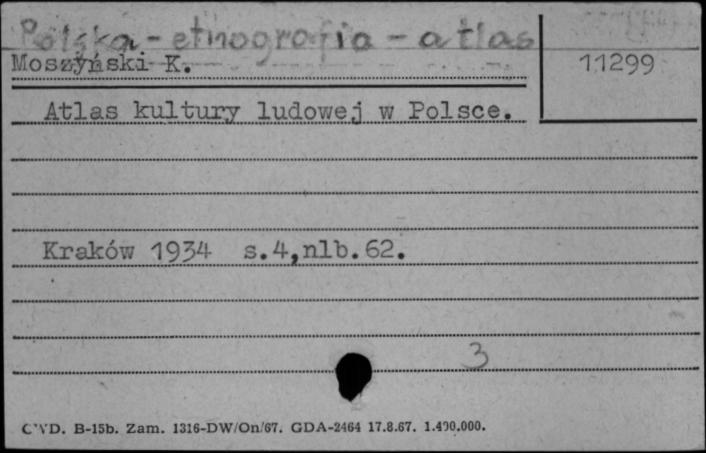 Polska - etnografia - atlas
Moszyński K.
11299
Atlas kultury ludowej w Polsce.
Kraków 1934 s.4,nlb.62.
3
CWD. B-15b. Zam. 1316-DW/On/67. GDA-2464 17.8.67. 1.400.000.